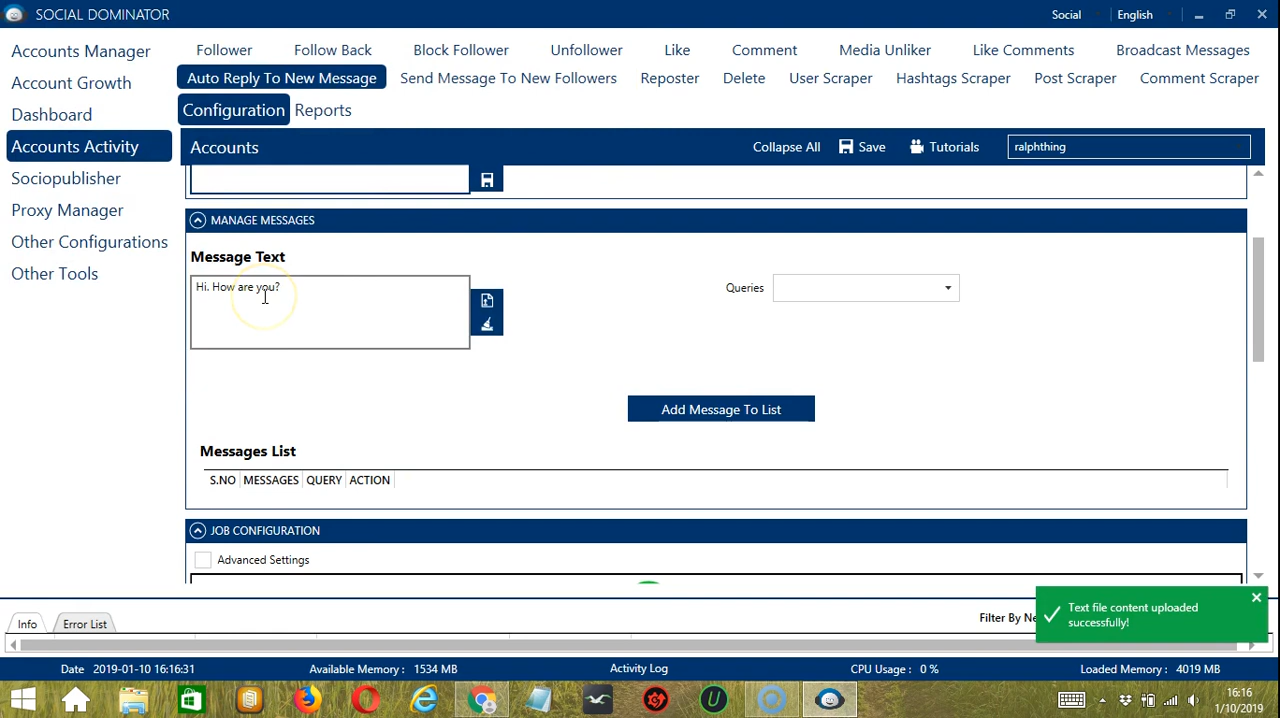 SOCIAL DOMINATOR
Social
English
Accounts Manager
Account Growth
Dashboard
Accounts Activity
Sociopublisher
Proxy Manager
Other Configurations
Other Tools
Follower
Follow Back
Block Follower
Unfollower
Like
Comment
Media Unliker
Like Comments
Broadcast Messages
Auto Reply To New Message
Send Message To New Followers
Reposter
Delete
User Scraper
Hashtags Scraper
Post Scraper
Comment Scraper
Configuration
Reports
Accounts
Collapse All
Save
Tutorials
ralphthing
MANAGE MESSAGES
Message Text
Hi. How are you?
Queries
Add Message To List
Messages List
S.NO
MESSAGES
QUERY
ACTION
JOB CONFIGURATION
Advanced Settings
Info
Error List
Filter By Ne
Text file content uploaded
successfully!
Date 2019-01-10 16:16:31
Available Memory : 1534 MB
Activity Log
CPU Usage : 0 %
Loaded Memory : 4019 MB
16:16
1/10/2019